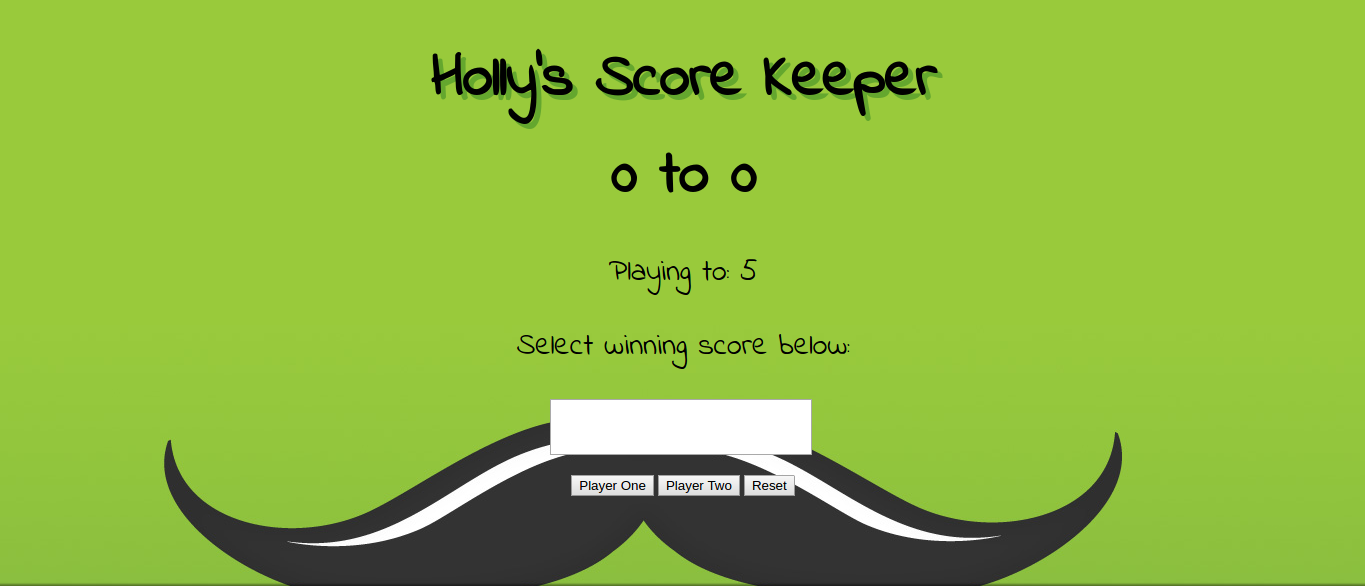 Holly's Score Keeper
0 to 0
Playing to: 5
Select winning score below:
Player One Player Two Reset